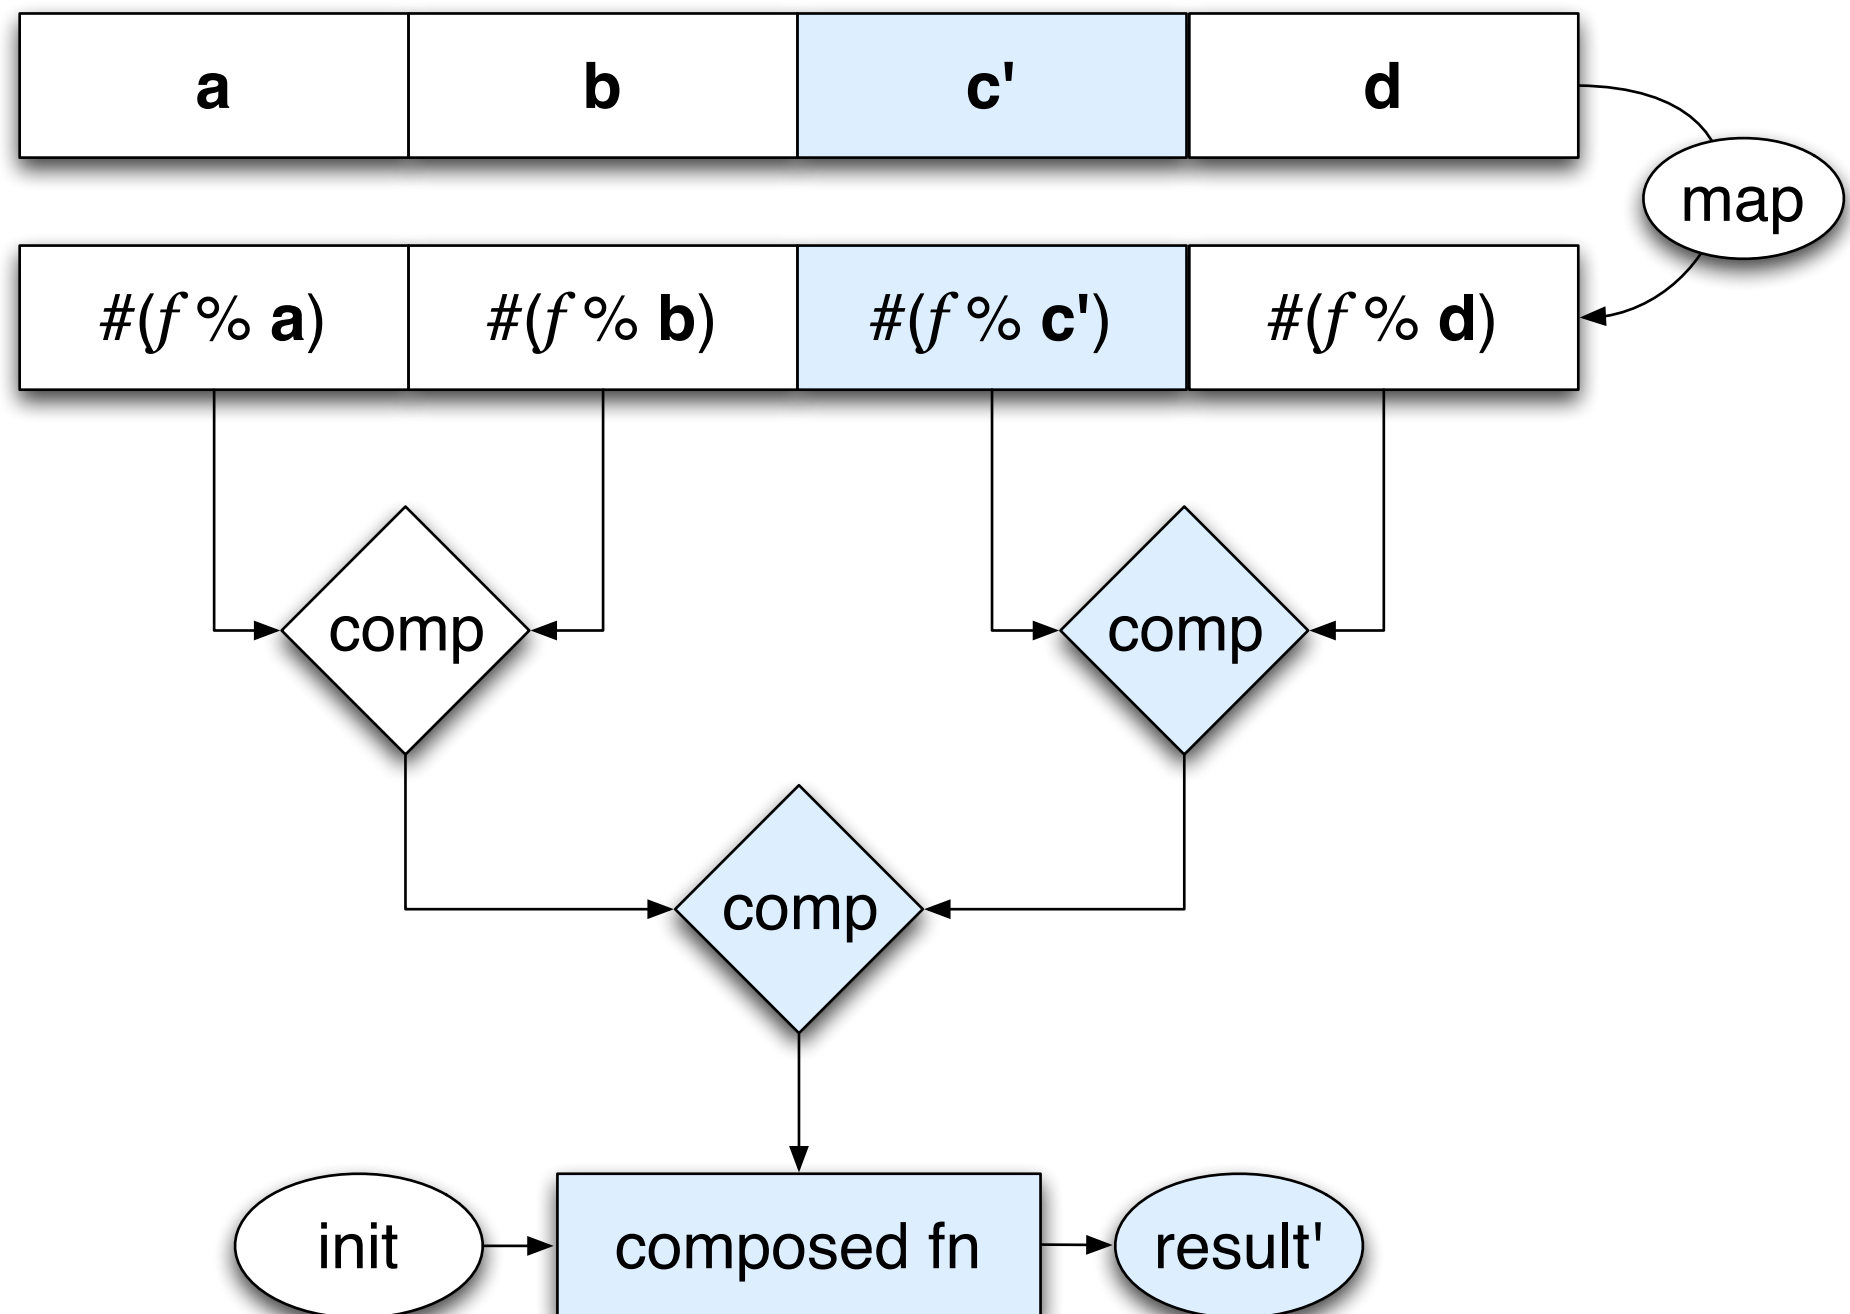 a b c' d
map
#(f % a) #(f % b) #(f % c') #(f % d)
comp comp
comp
init composed fn result'